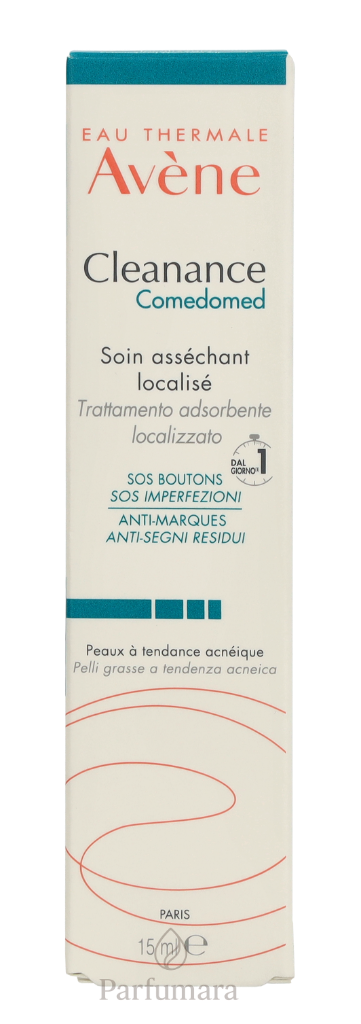 EAU THERMALE
Avène
Cleanance
Comedomed
Soin asséchant
localisé
Trattamento adsorbente
localizzato
DAL
GIORNO* 1
SOS BOUTONS
SOS IMPERFEZIONI
ANTI-MARQUES
ANTI-SEGNI RESIDUI
Peaux à tendance acnéique
Pelli grasse a tendenza acneica
PARIS
15 ml ℮
Parfumara